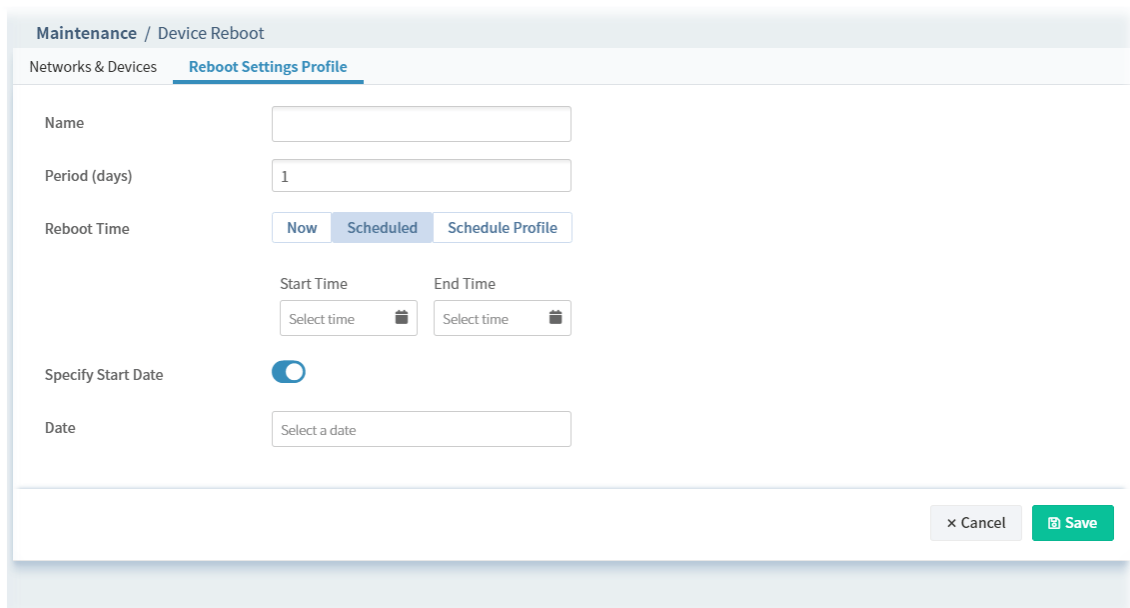 Maintenance / Device Reboot
Networks & Devices Reboot Settings Profile
Name
Period (days) 1
Reboot Time Now Scheduled Schedule Profile
Start Time End Time
Select time Select time
Specify Start Date
Date Select a date
× Cancel Save